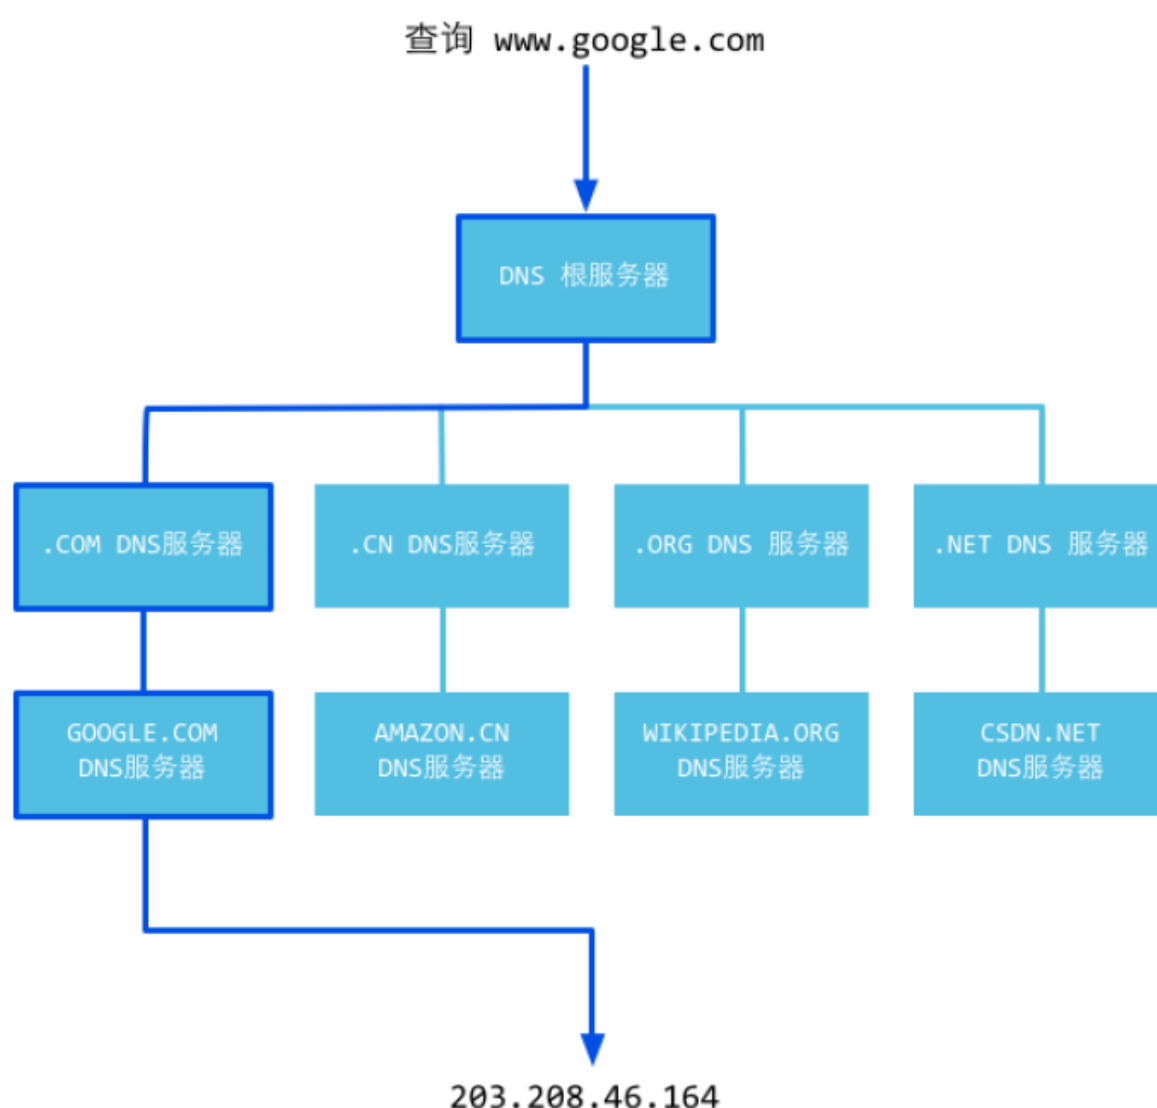 查询 www.google.com
DNS 根服务器
.COM DNS服务器
.CN DNS服务器
.ORG DNS 服务器
.NET DNS 服务器
GOOGLE.COM
DNS服务器
AMAZON.CN
DNS服务器
WIKIPEDIA.ORG
DNS服务器
CSDN.NET
DNS服务器
203.208.46.164